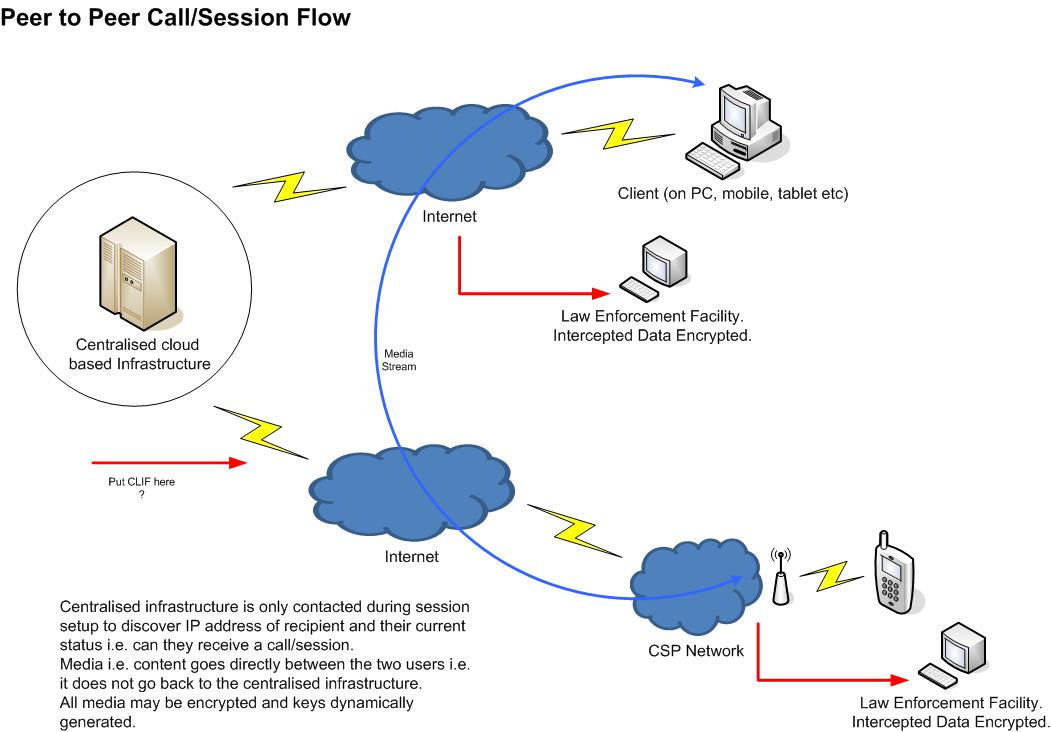 Peer to Peer Call/Session Flow
Client (on PC, mobile, tablet etc)
Internet
Law Enforcement Facility.
Intercepted Data Encrypted.
Centralised cloud
based Infrastructure
Media
Stream
Put CLIF here
?
Internet
CSP Network
Centralised infrastructure is only contacted during session
setup to discover IP address of recipient and their current
status i.e. can they receive a call/session.
Media i.e. content goes directly between the two users i.e.
it does not go back to the centralised infrastructure.
All media may be encrypted and keys dynamically
generated.
Law Enforcement Facility.
Intercepted Data Encrypted.